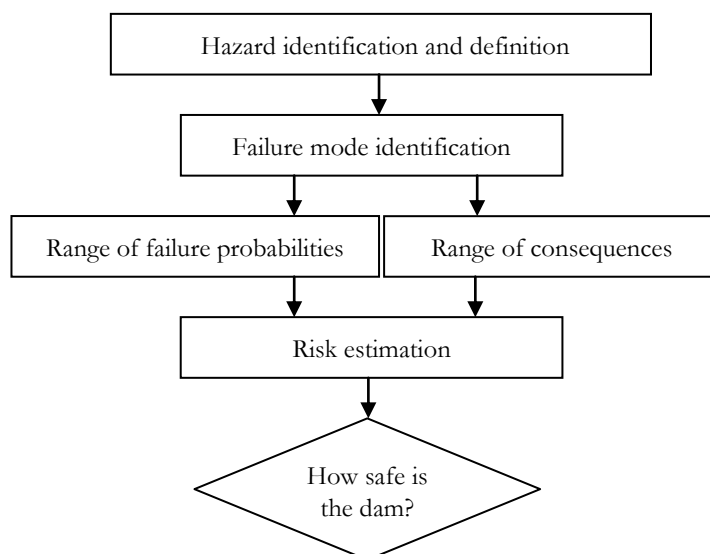 Hazard identification and definition
Failure mode identification
Range of failure probabilities
Range of consequences
Risk estimation
How safe is
the dam?